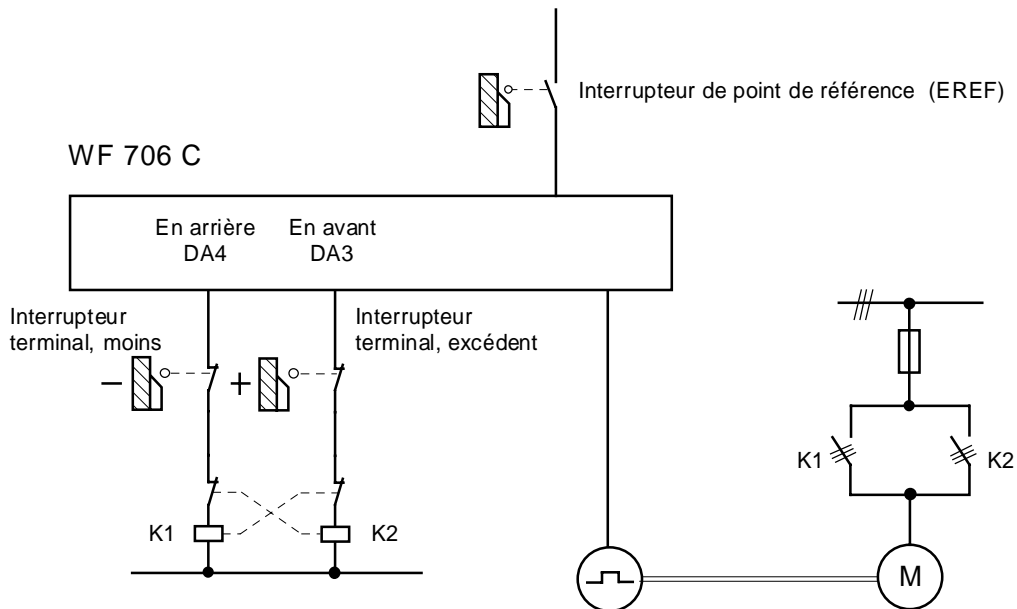 Interrupteur de point de référence (EREF)
WF 706 C
En arrière
DA4
En avant
DA3
Interrupteur
terminal, moins
Interrupteur
terminal, excédent
−
+
K1
K2
K1
K2
M